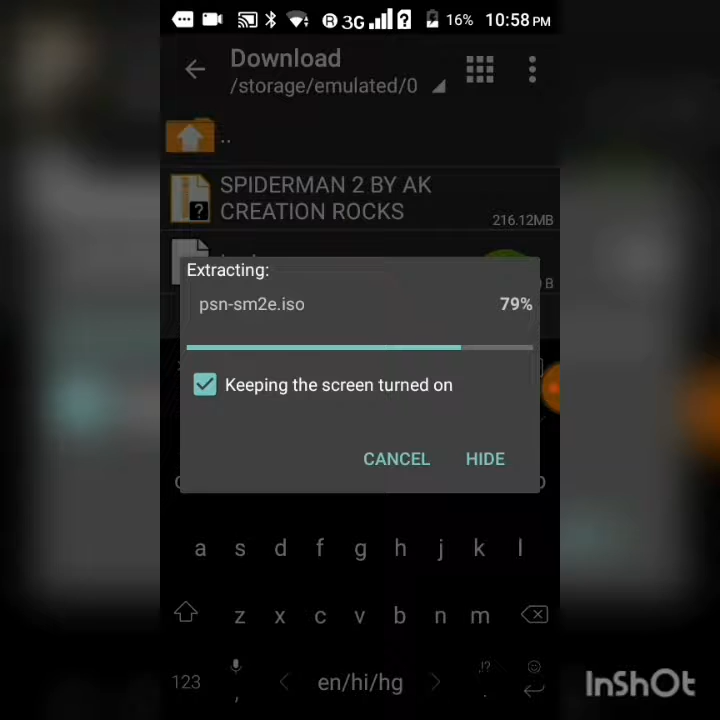 R 3G 16% 10:58 PM
Download
/storage/emulated/0
..
SPIDERMAN 2 BY AK
CREATION ROCKS
216.12MB
B
Extracting:
psn-sm2e.iso 79%
Keeping the screen turned on
CANCEL HIDE
a s d f g h j k l
z x c v b n m
123 , < en/hi/hg > .
!?
InShOt